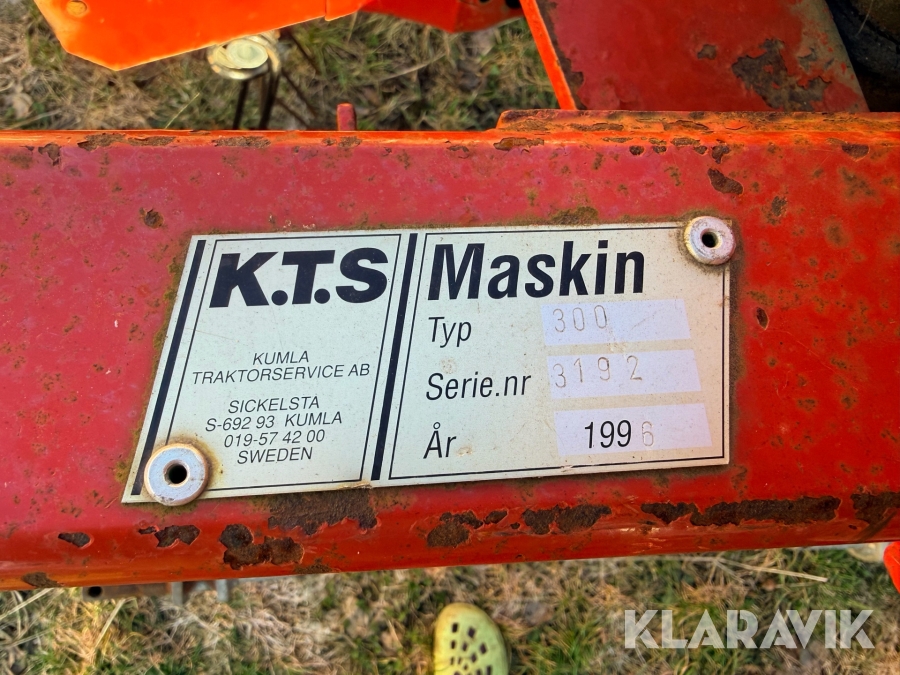 K.T.S
KUMLA
TRAKTORSERVICE AB
SICKELSTA
S-692 93 KUMLA
019-57 42 00
SWEDEN
Maskin
Typ 300
Serie.nr 3192
År 1996
KLARAVIK